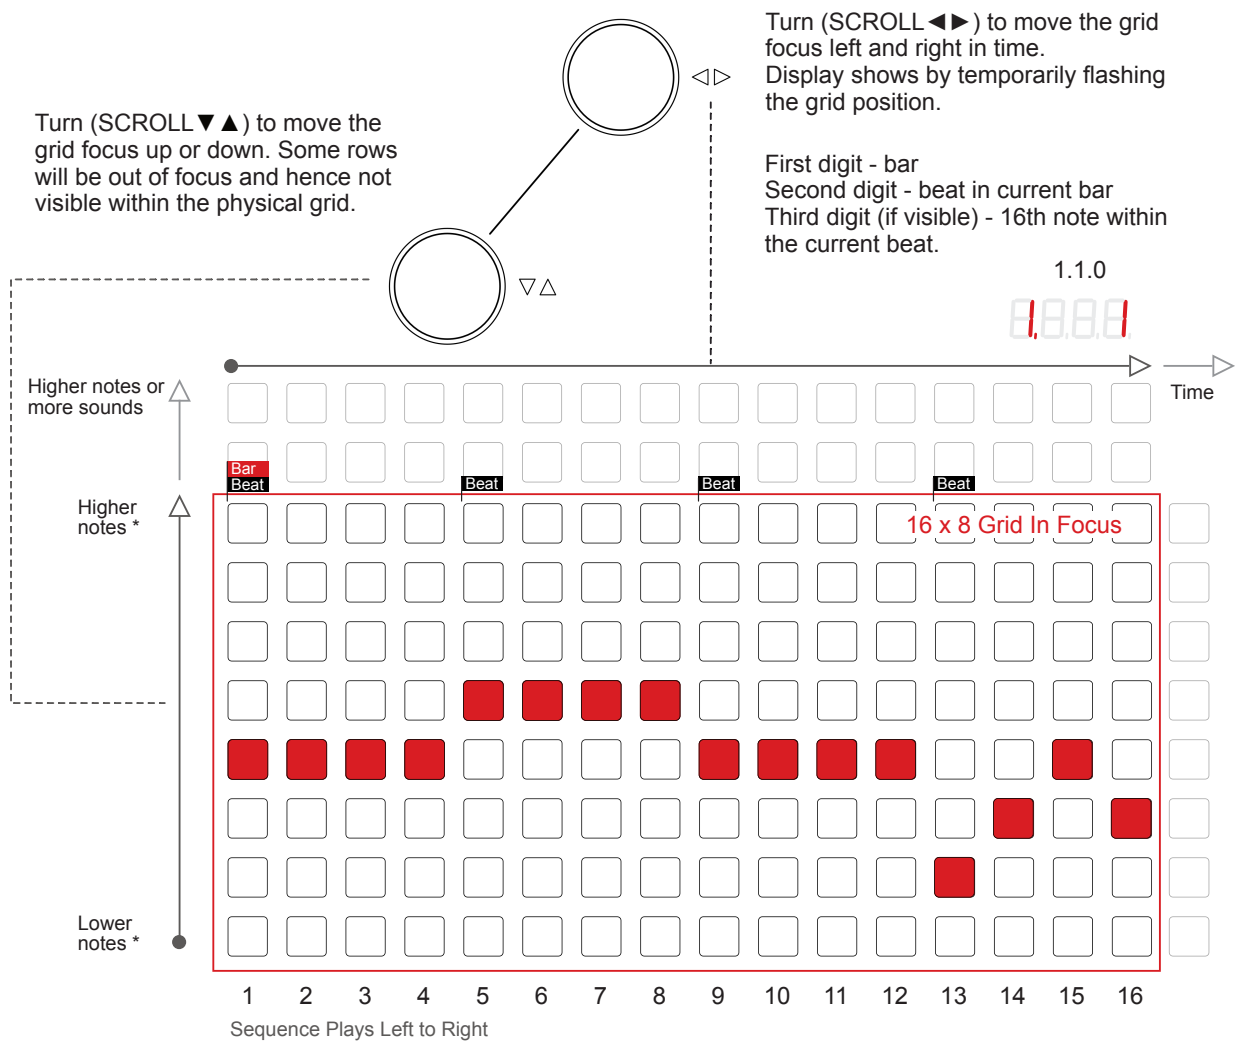 Turn (SCROLL◀▶) to move the grid
focus left and right in time.
Display shows by temporarily flashing
the grid position.
Turn (SCROLL▼▲) to move the
grid focus up or down. Some rows
will be out of focus and hence not
visible within the physical grid.
First digit - bar
Second digit - beat in current bar
Third digit (if visible) - 16th note within
the current beat.
1.1.0
1. 1
Higher notes or
more sounds
Time
Bar
Beat
Beat
Beat
Beat
Higher
notes *
16 x 8 Grid In Focus
Lower
notes *
1 2 3 4 5 6 7 8 9 10 11 12 13 14 15 16
Sequence Plays Left to Right